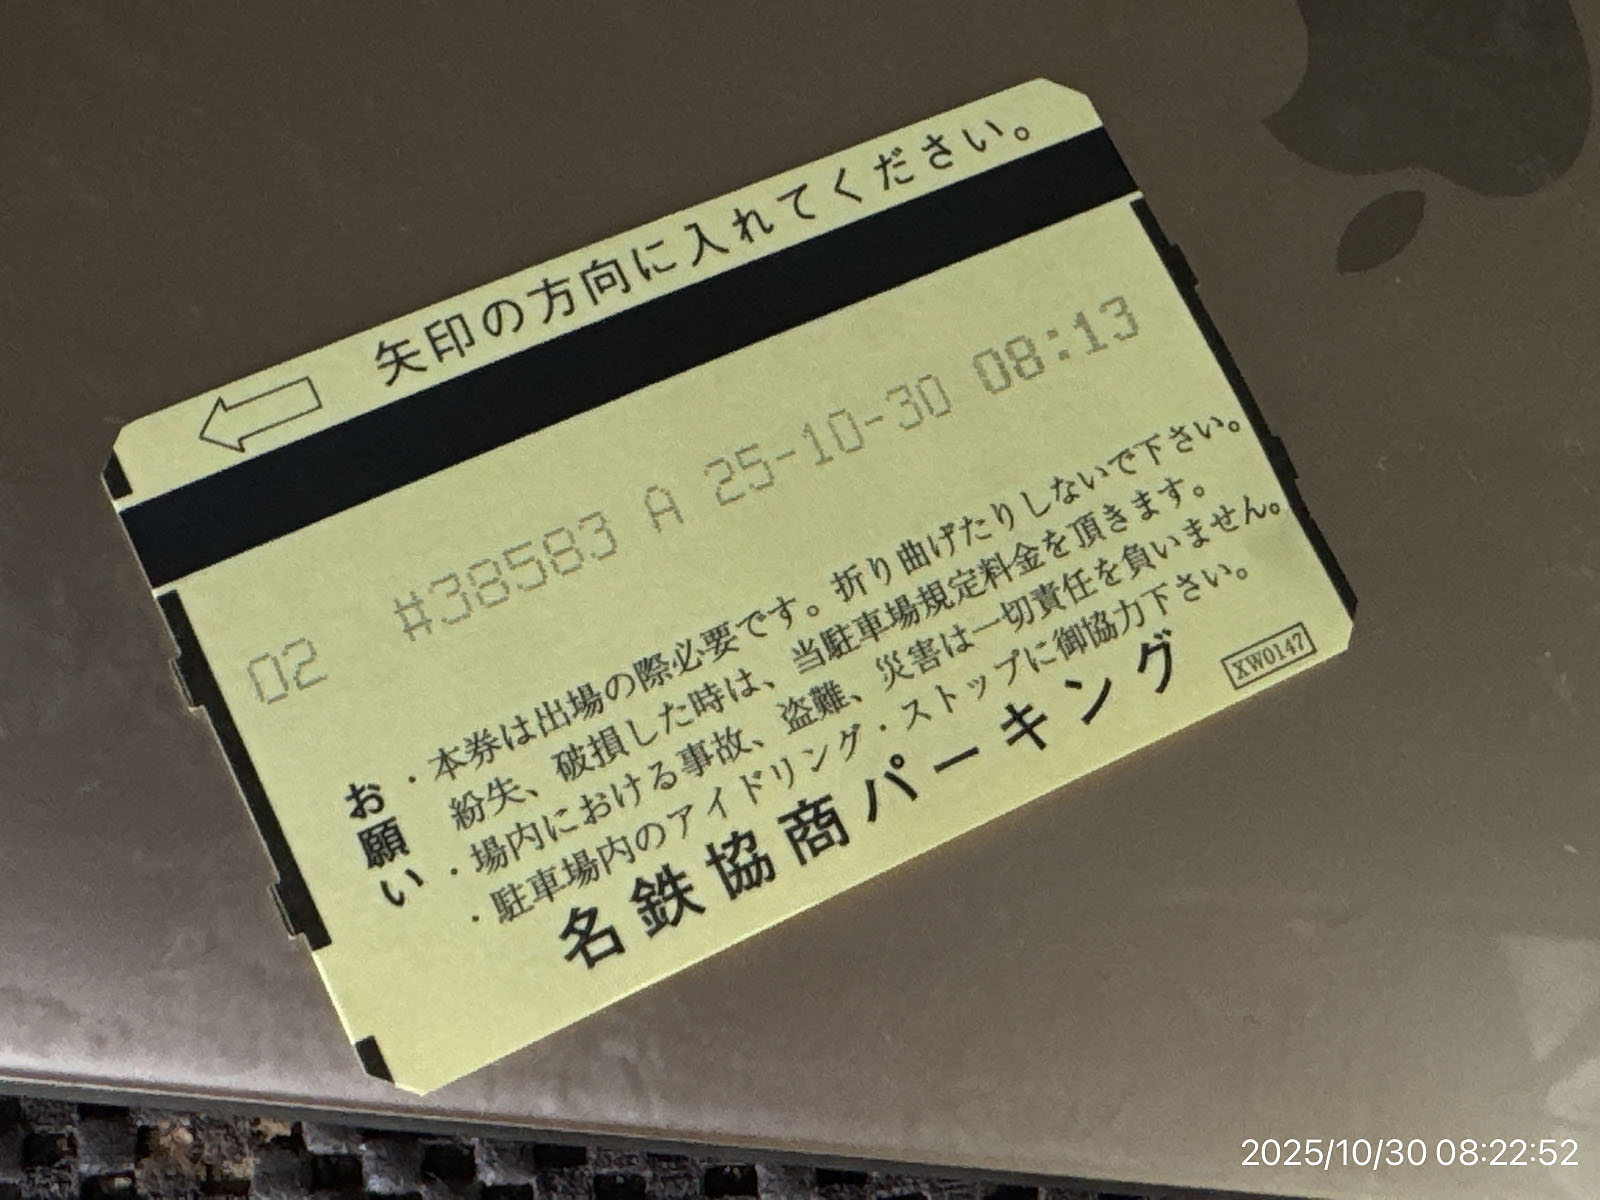 矢印の方向に入れてください。
02 #38583 A 25-10-30 08:13
お願い
・本券は出場の際必要です。折り曲げたりしないで下さい。
紛失、破損した時は、当駐車場規定料金を頂きます。
・場内における事故、盗難、災害は一切責任を負いません。
・駐車場内のアイドリング・ストップに御協力下さい。
名鉄協商パーキング
XW0147
2025/10/30 08:22:52